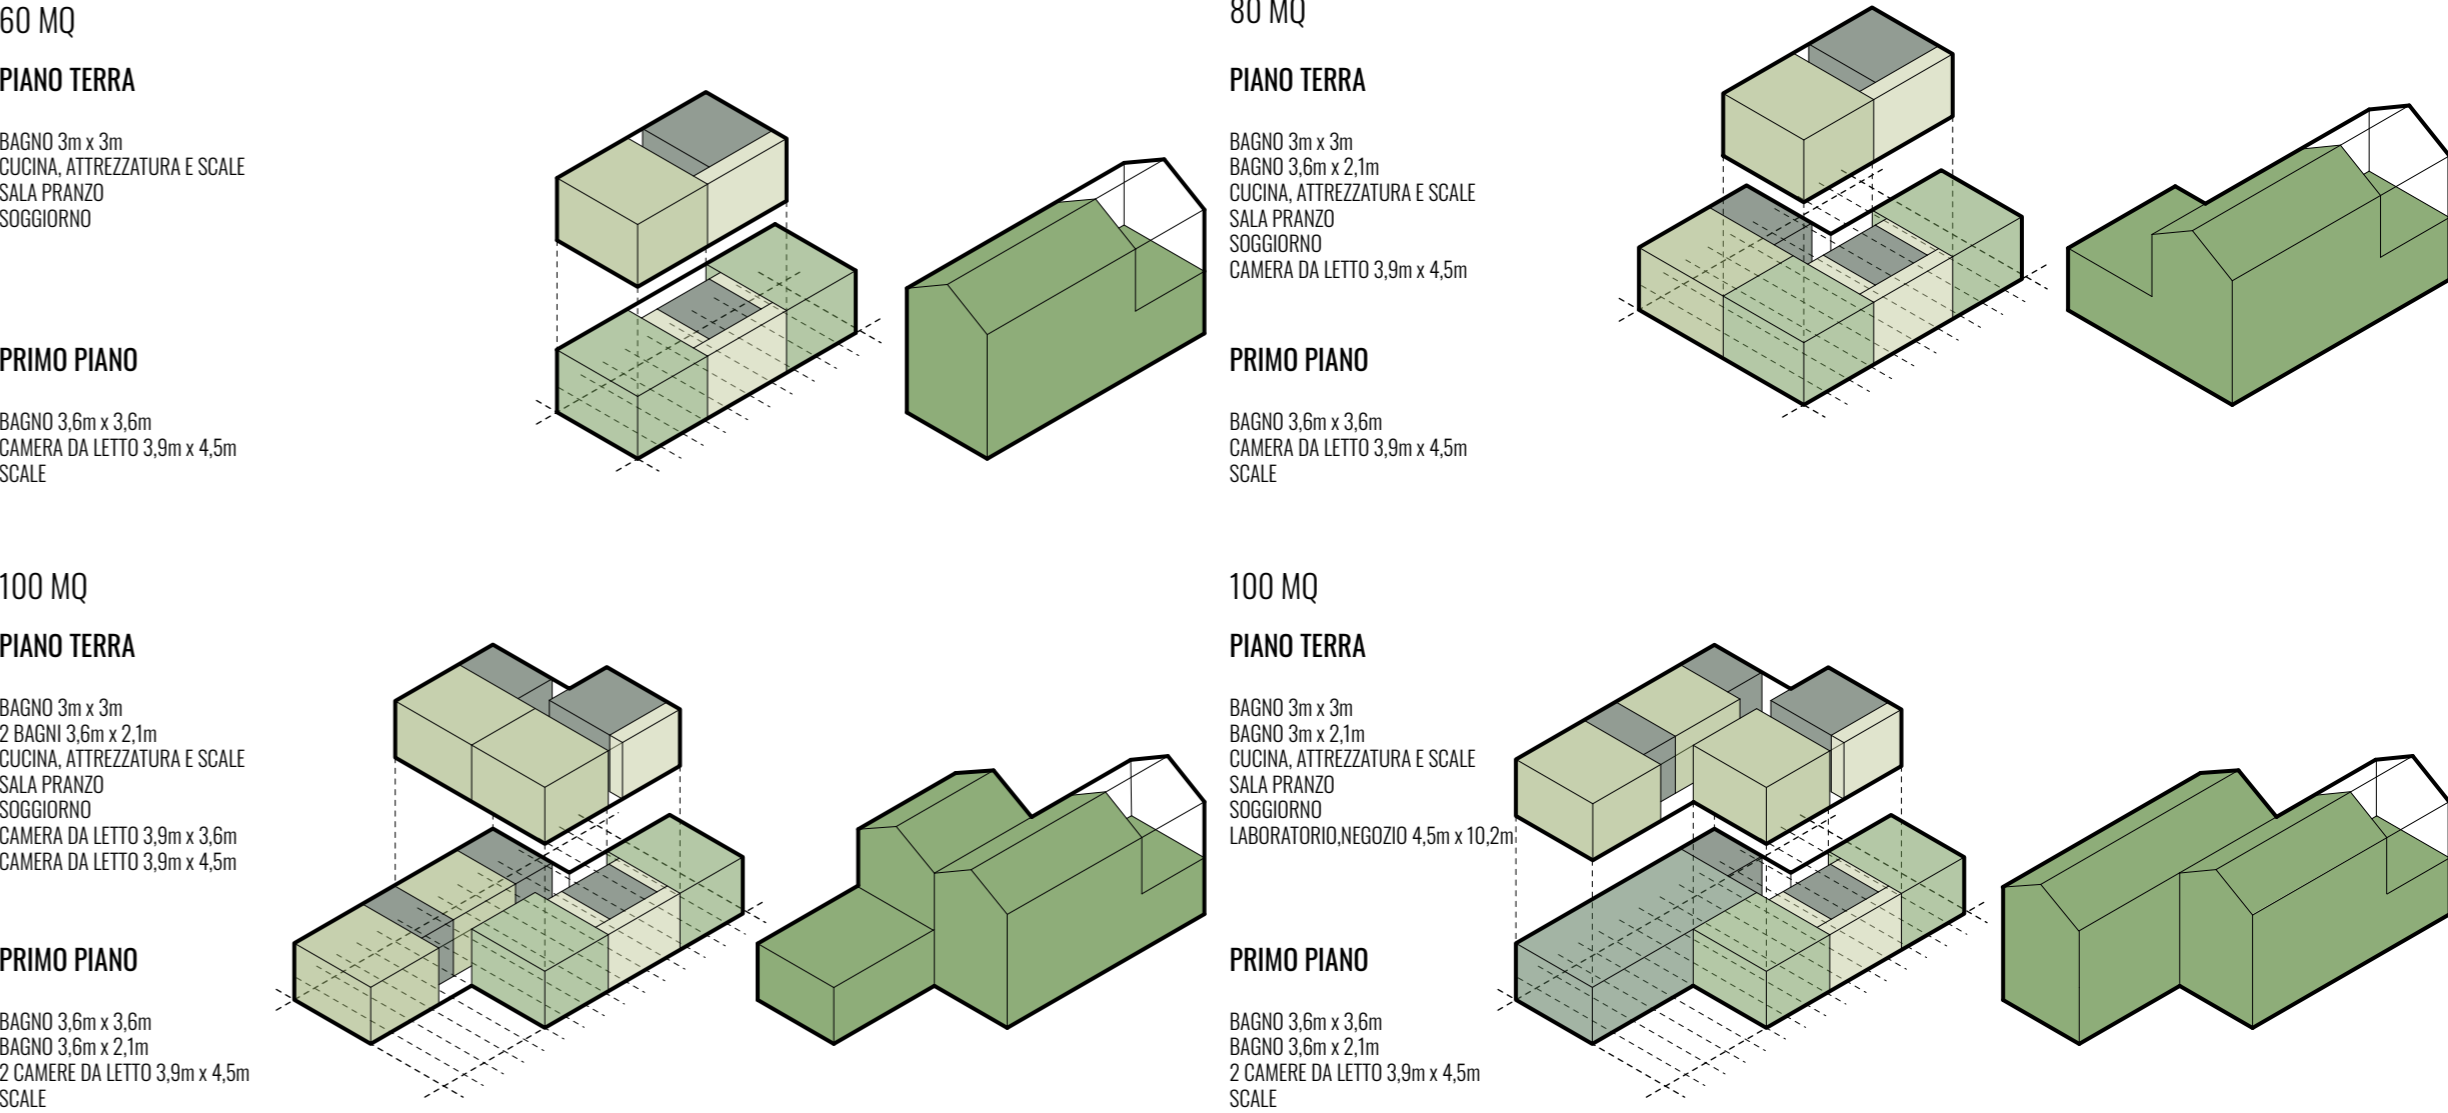 60 MQ
PIANO TERRA
BAGNO 3m x 3m
CUCINA, ATTREZZATURA E SCALE
SALA PRANZO
SOGGIORNO
PRIMO PIANO
BAGNO 3,6m x 3,6m
CAMERA DA LETTO 3,9m x 4,5m
SCALE
80 MQ
PIANO TERRA
BAGNO 3m x 3m
BAGNO 3,6m x 2,1m
CUCINA, ATTREZZATURA E SCALE
SALA PRANZO
SOGGIORNO
CAMERA DA LETTO 3,9m x 4,5m
PRIMO PIANO
BAGNO 3,6m x 3,6m
CAMERA DA LETTO 3,9m x 4,5m
SCALE
100 MQ
PIANO TERRA
BAGNO 3m x 3m
2 BAGNI 3,6m x 2,1m
CUCINA, ATTREZZATURA E SCALE
SALA PRANZO
SOGGIORNO
CAMERA DA LETTO 3,9m x 3,6m
CAMERA DA LETTO 3,9m x 4,5m
PRIMO PIANO
BAGNO 3,6m x 3,6m
BAGNO 3,6m x 2,1m
2 CAMERE DA LETTO 3,9m x 4,5m
SCALE
100 MQ
PIANO TERRA
BAGNO 3m x 3m
BAGNO 3m x 2,1m
CUCINA, ATTREZZATURA E SCALE
SALA PRANZO
SOGGIORNO
LABORATORIO,NEGOZIO 4,5m x 10,2m
PRIMO PIANO
BAGNO 3,6m x 3,6m
BAGNO 3,6m x 2,1m
2 CAMERE DA LETTO 3,9m x 4,5m
SCALE